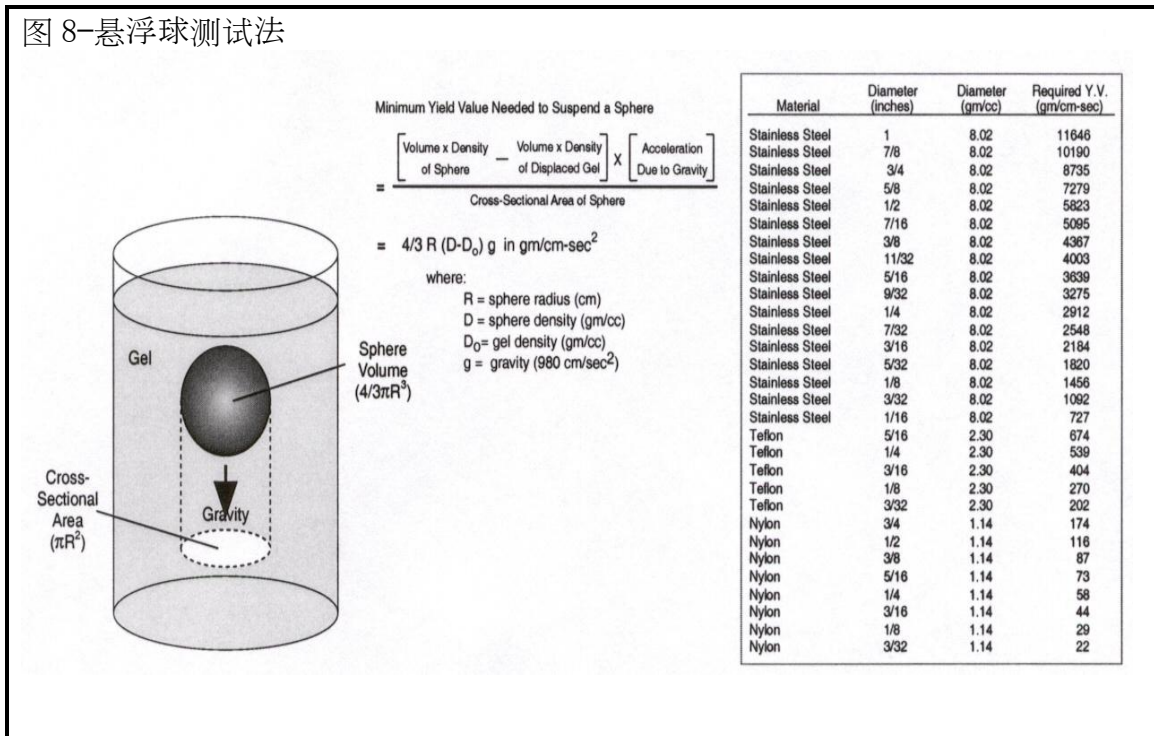 图 8-悬浮球测试法
Minimum Yield Value Needed to Suspend a Sphere
= [Volume x Density of Sphere — Volume x Density of Displaced Gel] X [Acceleration Due to Gravity]
Cross-Sectional Area of Sphere
= 4/3 R (D-D₀) g in gm/cm-sec²
where:
R = sphere radius (cm)
D = sphere density (gm/cc)
D₀= gel density (gm/cc)
g = gravity (980 cm/sec²)
Gel
Sphere
Volume
(4/3πR³)
Cross-
Sectional
Area
(πR²)
Gravity
Material Diameter (inches) Diameter (gm/cc) Required Y.V. (gm/cm-sec)
Stainless Steel 1 8.02 11646
Stainless Steel 7/8 8.02 10190
Stainless Steel 3/4 8.02 8735
Stainless Steel 5/8 8.02 7279
Stainless Steel 1/2 8.02 5823
Stainless Steel 7/16 8.02 5095
Stainless Steel 3/8 8.02 4367
Stainless Steel 11/32 8.02 4003
Stainless Steel 5/16 8.02 3639
Stainless Steel 9/32 8.02 3275
Stainless Steel 1/4 8.02 2912
Stainless Steel 7/32 8.02 2548
Stainless Steel 3/16 8.02 2184
Stainless Steel 5/32 8.02 1820
Stainless Steel 1/8 8.02 1456
Stainless Steel 3/32 8.02 1092
Stainless Steel 1/16 8.02 727
Teflon 5/16 2.30 674
Teflon 1/4 2.30 539
Teflon 3/16 2.30 404
Teflon 1/8 2.30 270
Teflon 3/32 2.30 202
Nylon 3/4 1.14 174
Nylon 1/2 1.14 116
Nylon 3/8 1.14 87
Nylon 5/16 1.14 73
Nylon 1/4 1.14 58
Nylon 3/16 1.14 44
Nylon 1/8 1.14 29
Nylon 3/32 1.14 22